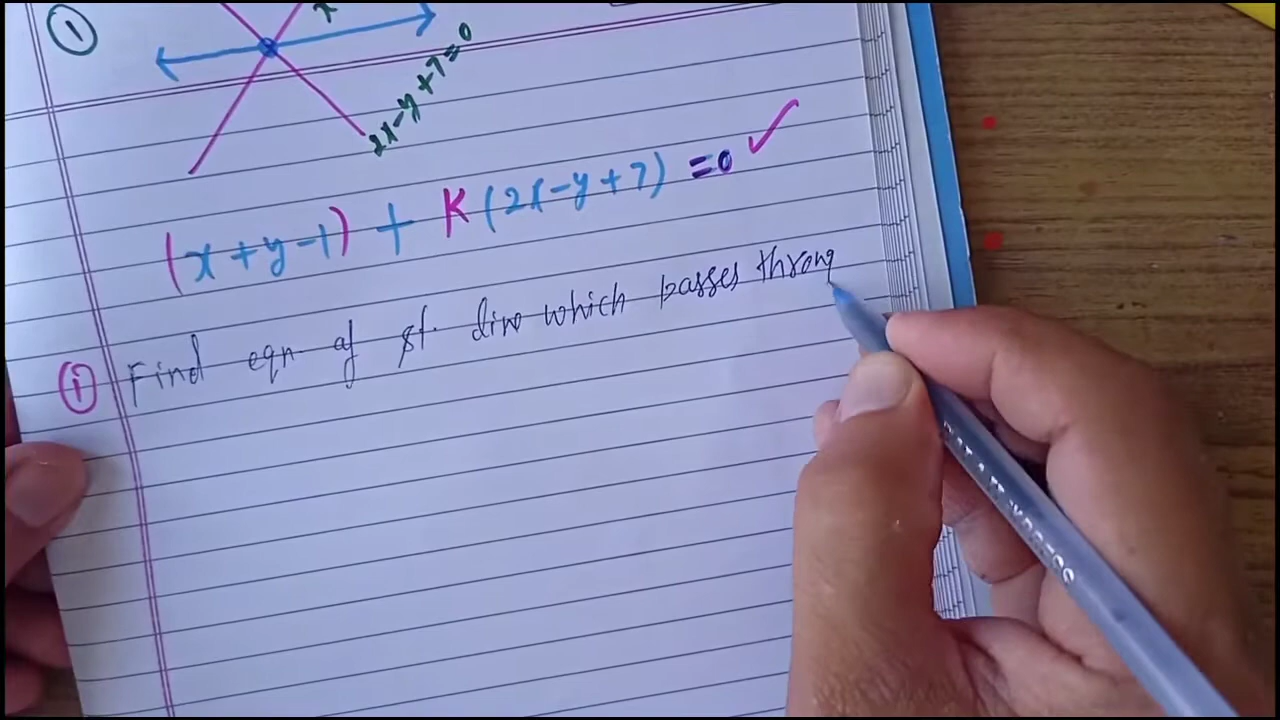 ①
x
2x-y+7=0
(x+y-1) + K(2x-y+7) =0 ✓
ⓘ Find eqn. of st. line which passes throug